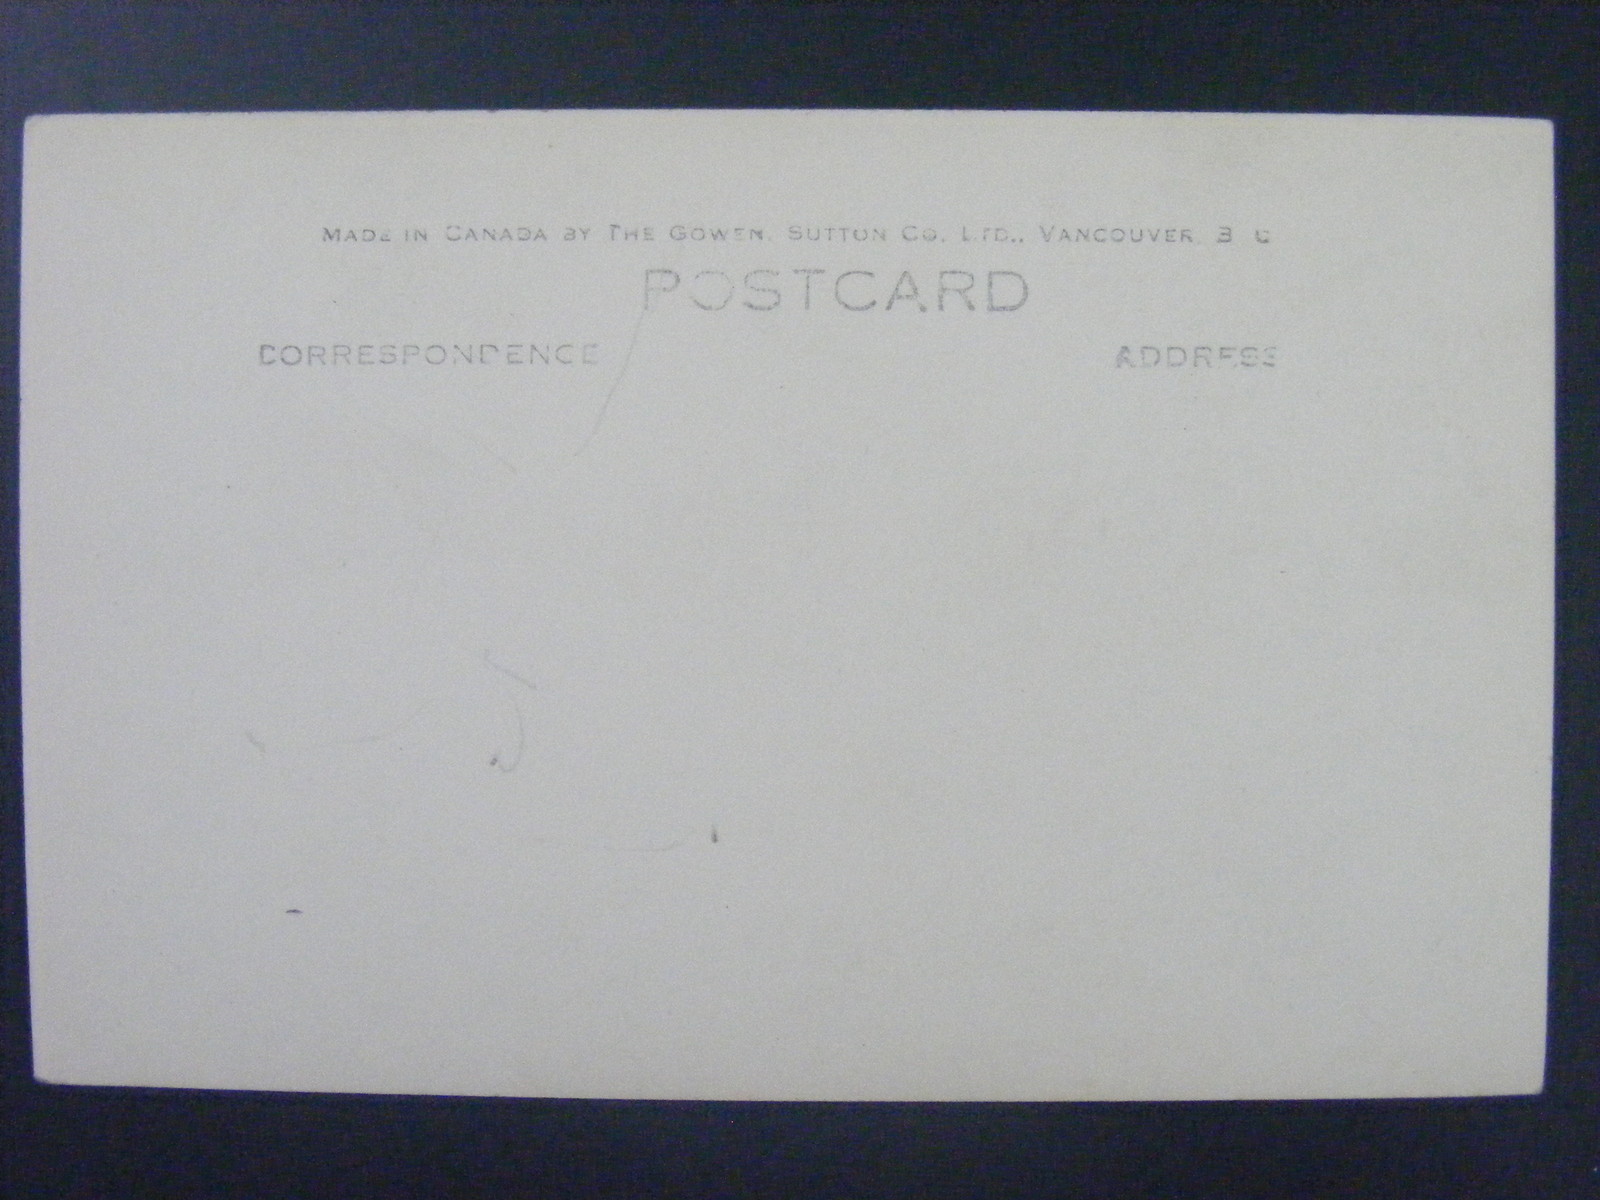 MADE IN CANADA BY THE GOWEN, SUTTON CO. LTD., VANCOUVER, B C
POSTCARD
CORRESPONDENCE
ADDRESS